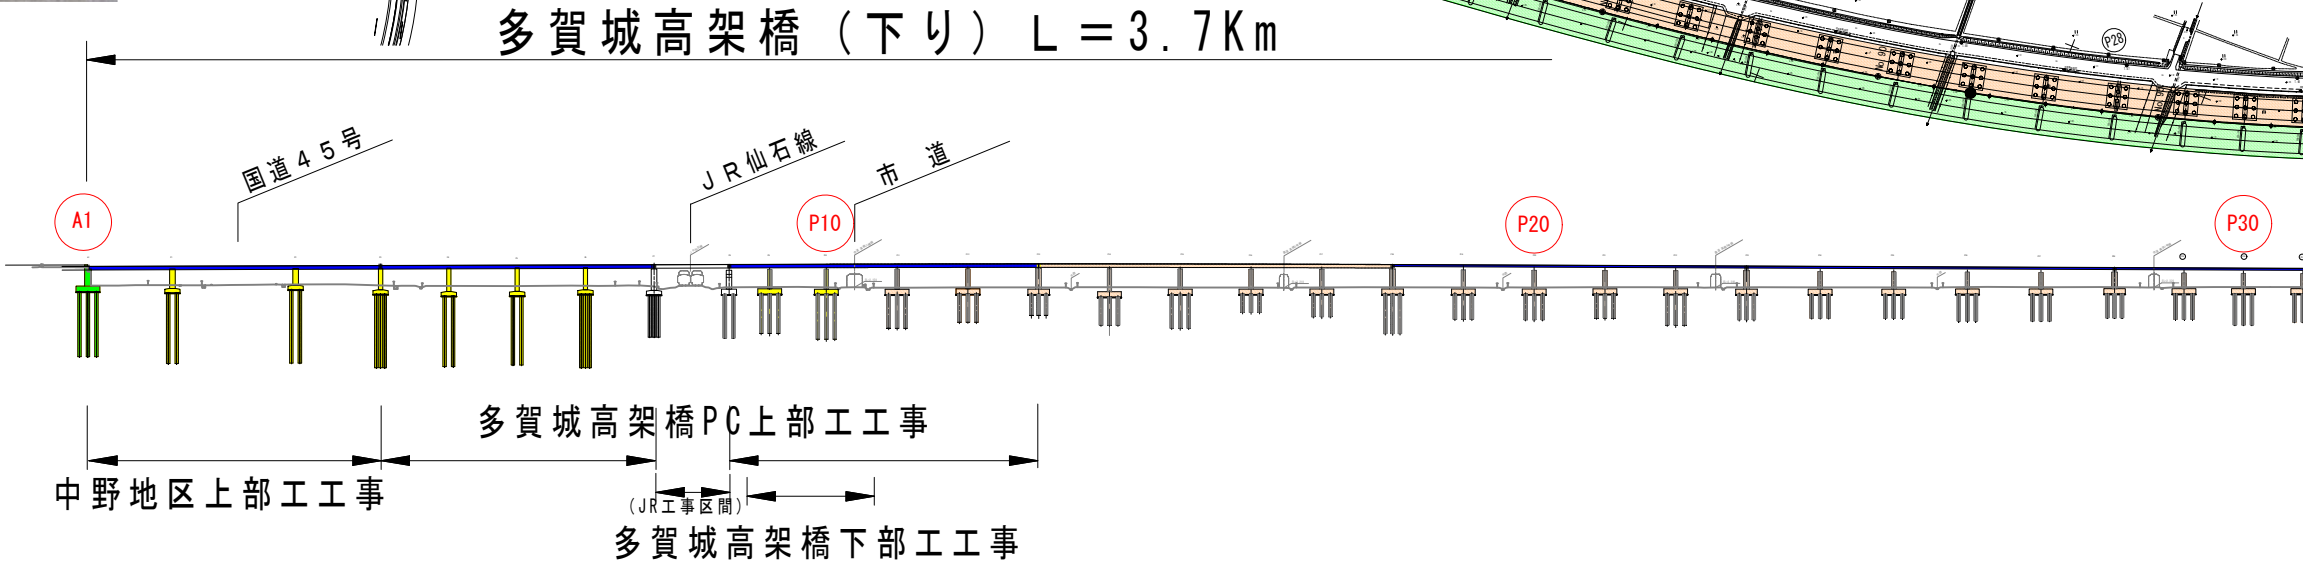 多賀城高架橋(下り) L=3.7Km
P28
NO.90
国道45号
JR仙石線
市道
A1
P10
P20
P30
多賀城高架橋PC上部工工事
中野地区上部工工事
(JR工事区間)
多賀城高架橋下部工工事